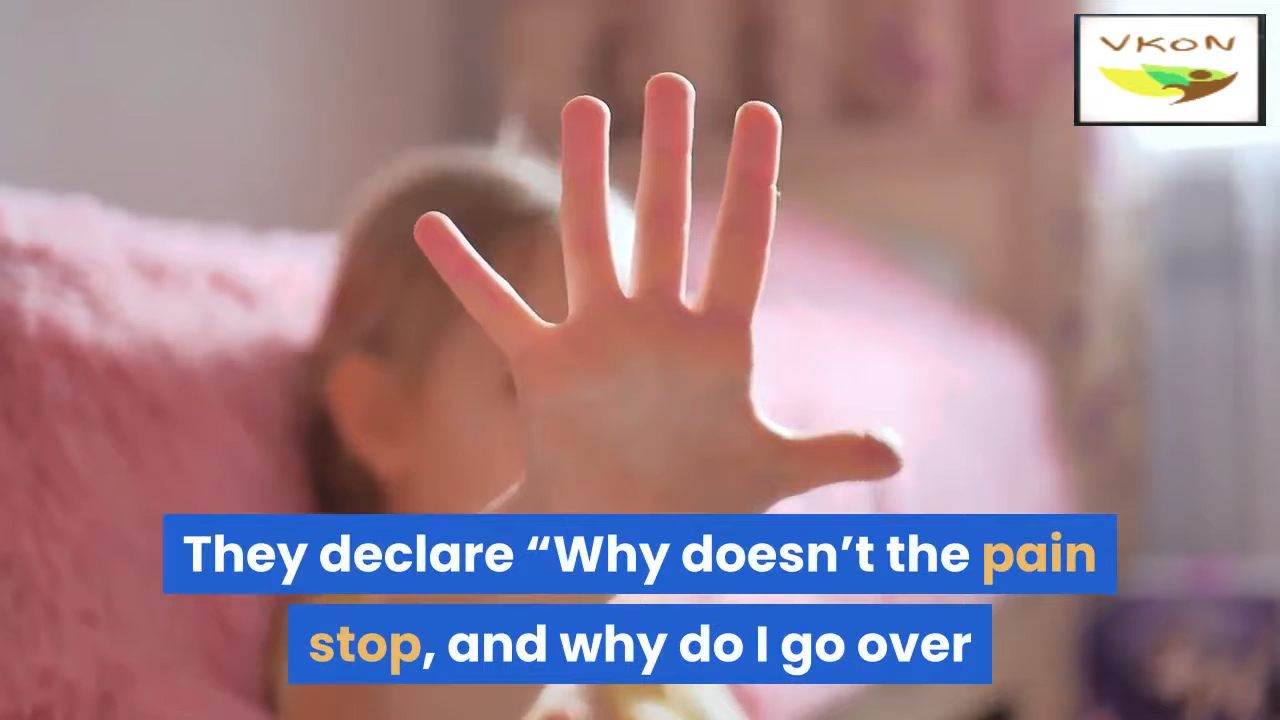 VKON
They declare “Why doesn’t the pain
stop, and why do I go over